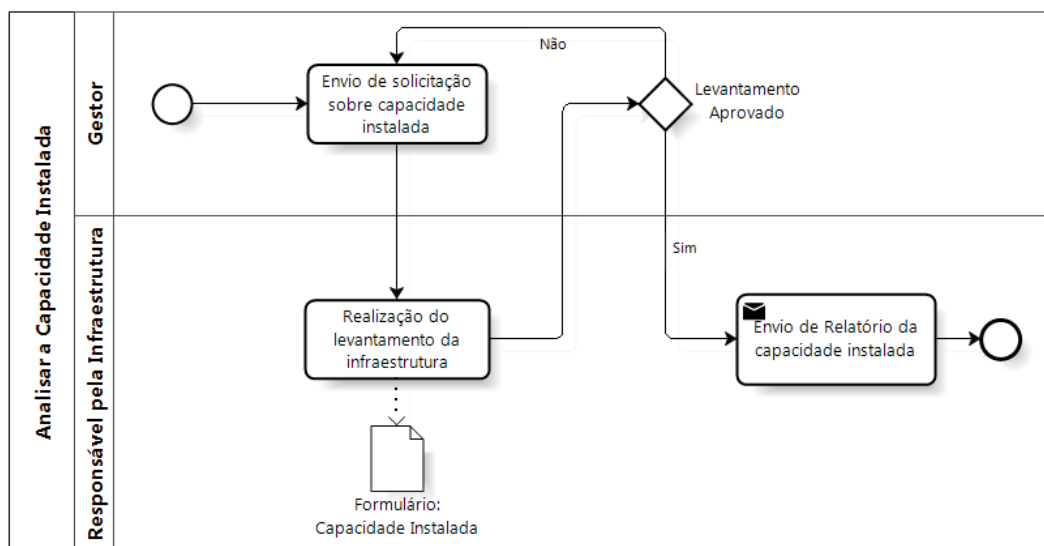 Analisar a Capacidade Instalada
Gestor
Envio de solicitação
sobre capacidade
instalada
Não
Levantamento
Aprovado
Responsável pela Infraestrutura
Realização do
levantamento da
infraestrutura
Sim
Envio de Relatório da
capacidade instalada
Formulário:
Capacidade Instalada